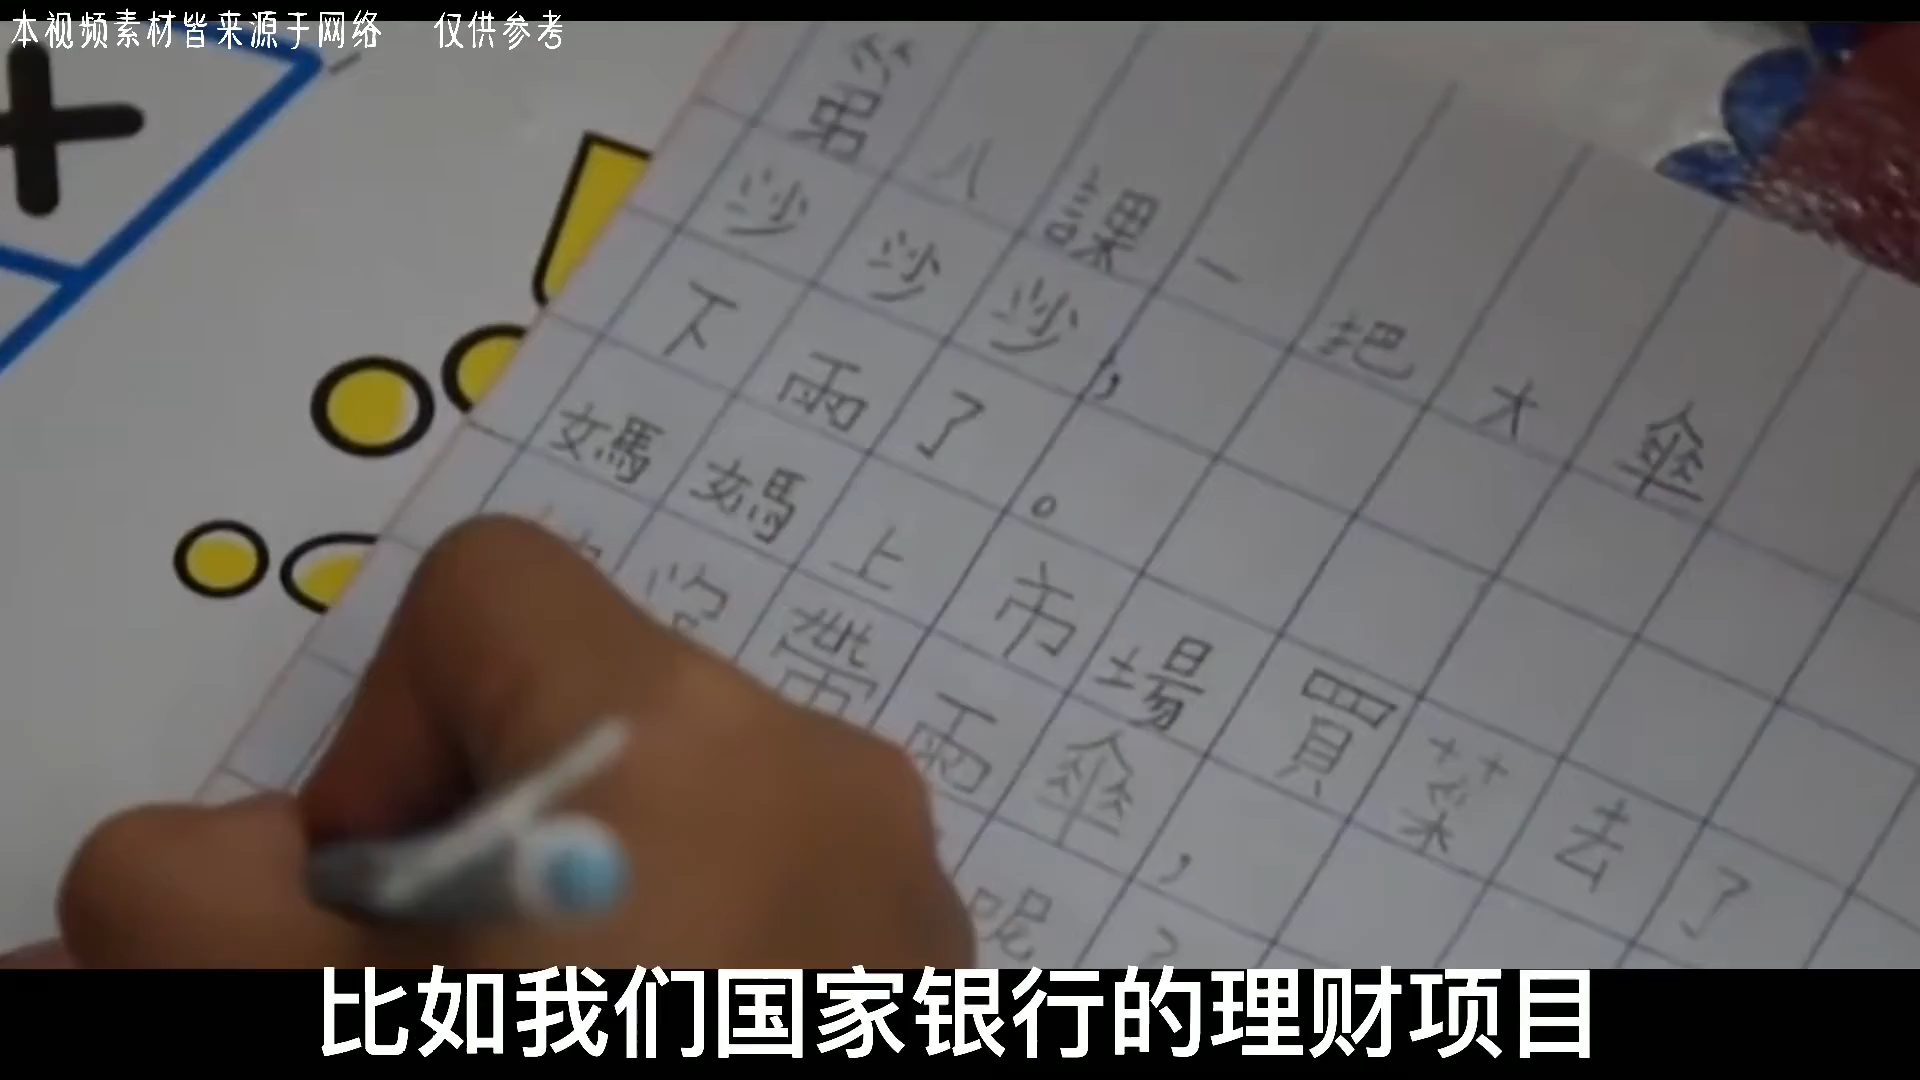 本视频素材皆来源于网络 仅供参考
第八課一把大傘
沙沙沙，
下雨了。
媽媽上市場買菜去了
帶雨傘，
呢？
比如我们国家银行的理财项目